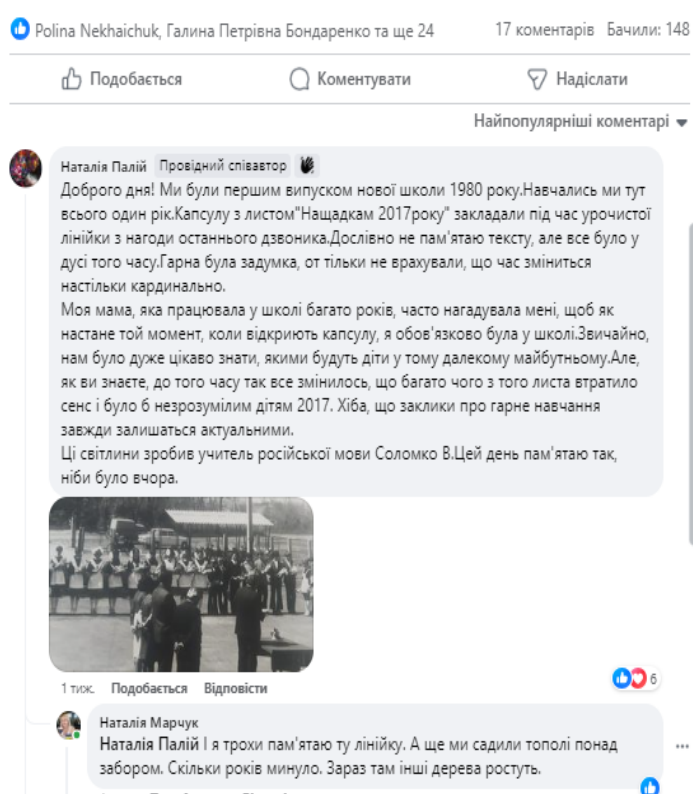 Polina Nekhaichuk, Галина Петрівна Бондаренко та ще 24 17 коментарів Бачили: 148
Подобається Коментувати Надіслати
Найпопулярніші коментарі
Наталія Палій Провідний співавтор
Доброго дня! Ми були першим випуском нової школи 1980 року.Навчались ми тут
всього один рік.Капсулу з листом"Нащадкам 2017року" закладали під час урочистої
лінійки з нагоди останнього дзвоника.Дослівно не пам'ятаю тексту, але все було у
дусі того часу.Гарна була задумка, от тільки не врахували, що час зміниться
настільки кардинально.
Моя мама, яка працювала у школі багато років, часто нагадувала мені, щоб як
настане той момент, коли відкриють капсулу, я обов'язково була у школі.Звичайно,
нам було дуже цікаво знати, якими будуть діти у тому далекому майбутньому.Але,
як ви знаєте, до того часу так все змінилось, що багато чого з того листа втратило
сенс і було б незрозумілим дітям 2017. Хіба, що заклики про гарне навчання
завжди залишаться актуальними.
Ці світлини зробив учитель російської мови Соломко В.Цей день пам'ятаю так,
ніби було вчора.
1 тиж. Подобається Відповісти 6
Наталія Марчук
Наталія Палій І я трохи пам'ятаю ту лінійку. А ще ми садили тополі понад
забором. Скільки років минуло. Зараз там інші дерева ростуть.